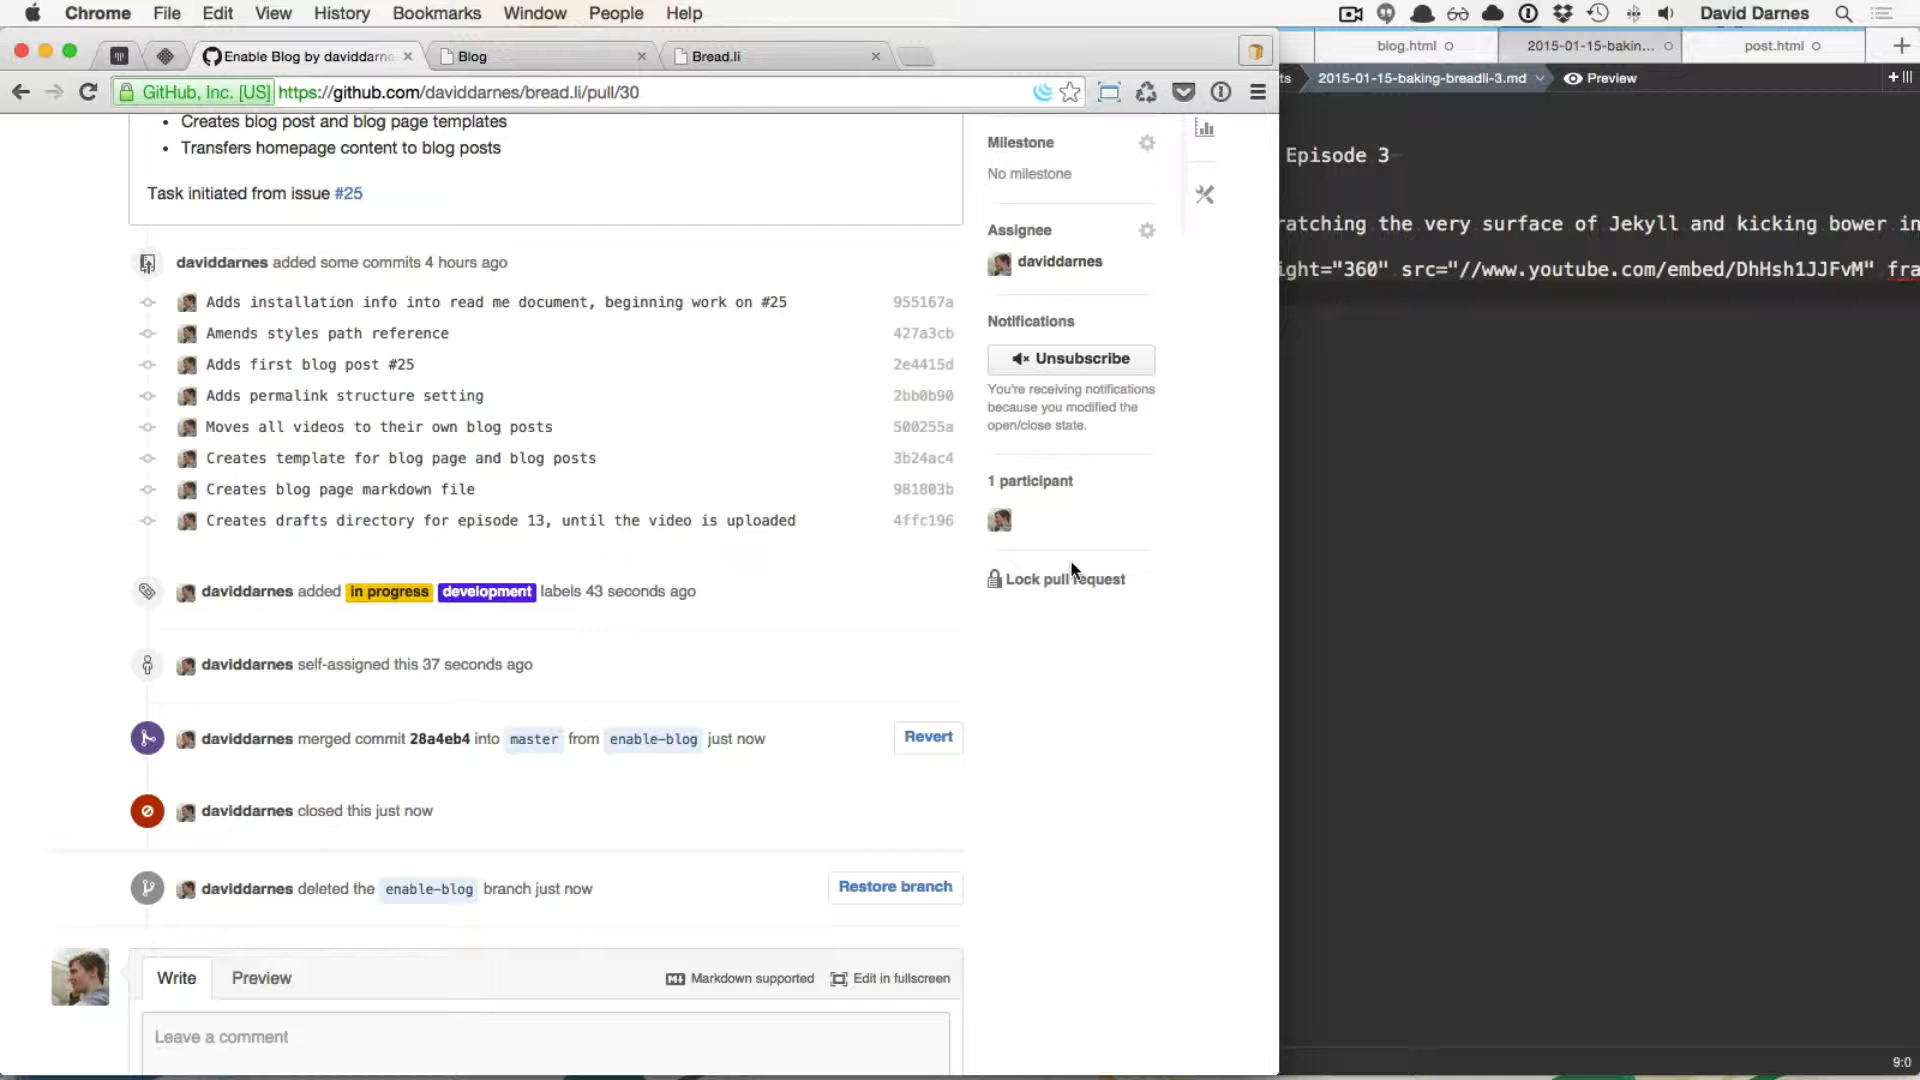 Chrome File Edit View History Bookmarks Window People Help David Darnes
Enable Blog by daviddarne Blog Bread.li
blog.html 2015-01-15-bakin... post.html
GitHub, Inc. [US] https://github.com/daviddarnes/bread.li/pull/30
ts 2015-01-15-baking-breadli-3.md Preview
Creates blog post and blog page templates
Transfers homepage content to blog posts
Task initiated from issue #25
daviddarnes added some commits 4 hours ago
Adds installation info into read me document, beginning work on #25 955167a
Amends styles path reference 427a3cb
Adds first blog post #25 2e4415d
Adds permalink structure setting 2bb0b90
Moves all videos to their own blog posts 500255a
Creates template for blog page and blog posts 3b24ac4
Creates blog page markdown file 981803b
Creates drafts directory for episode 13, until the video is uploaded 4ffc196
daviddarnes added in progress development labels 43 seconds ago
daviddarnes self-assigned this 37 seconds ago
daviddarnes merged commit 28a4eb4 into master from enable-blog just now Revert
daviddarnes closed this just now
daviddarnes deleted the enable-blog branch just now Restore branch
Write Preview Markdown supported Edit in fullscreen
Leave a comment
Milestone
No milestone
Assignee
daviddarnes
Notifications
Unsubscribe
You're receiving notifications
because you modified the
open/close state.
1 participant
Lock pull request
Episode 3
ratching the very surface of Jekyll and kicking bower in
ight="360" src="//www.youtube.com/embed/DhHsh1JJFvM" fra
9:0